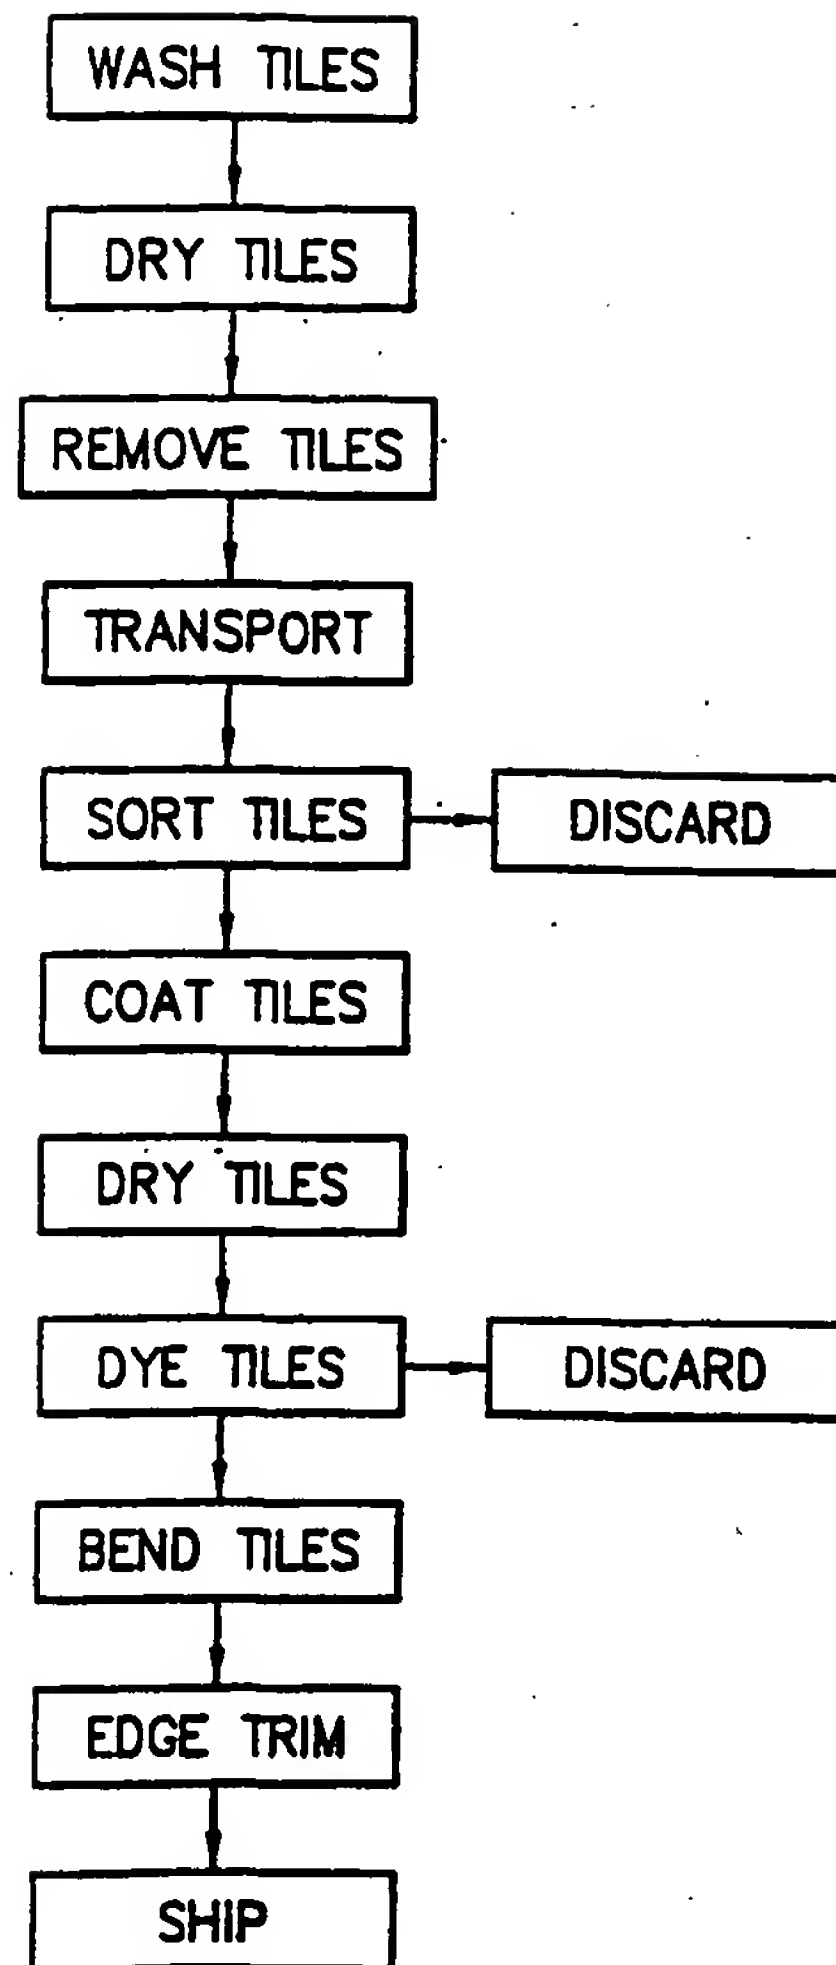 WASH TILES
DRY TILES
REMOVE TILES
TRANSPORT
SORT TILES
DISCARD
COAT TILES
DRY TILES
DYE TILES
DISCARD
BEND TILES
EDGE TRIM
SHIP